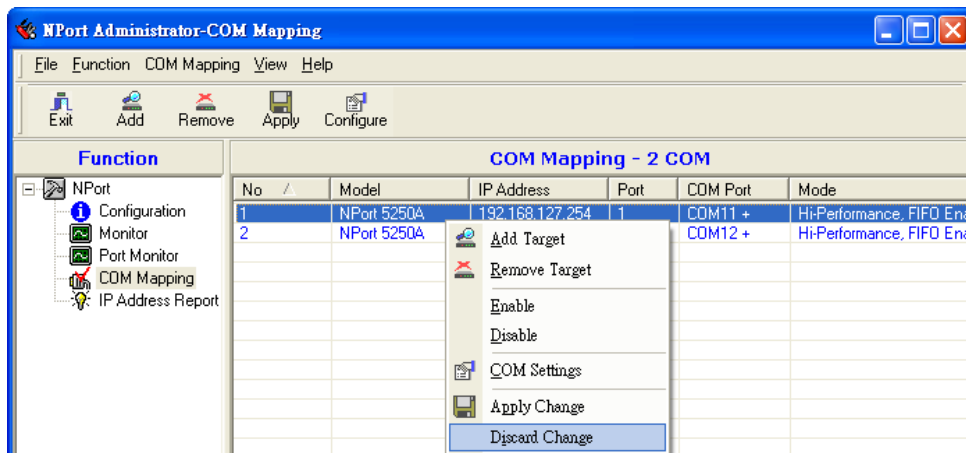 NPort Administrator-COM Mapping
File Function COM Mapping View Help
Exit Add Remove Apply Configure
Function
COM Mapping - 2 COM
NPort
Configuration
Monitor
Port Monitor
COM Mapping
IP Address Report
No Model IP Address Port COM Port Mode
1 NPort 5250A 192.168.127.254 1 COM11 + Hi-Performance, FIFO Ena
2 NPort 5250A COM12 + Hi-Performance, FIFO Ena
Add Target
Remove Target
Enable
Disable
COM Settings
Apply Change
Discard Change